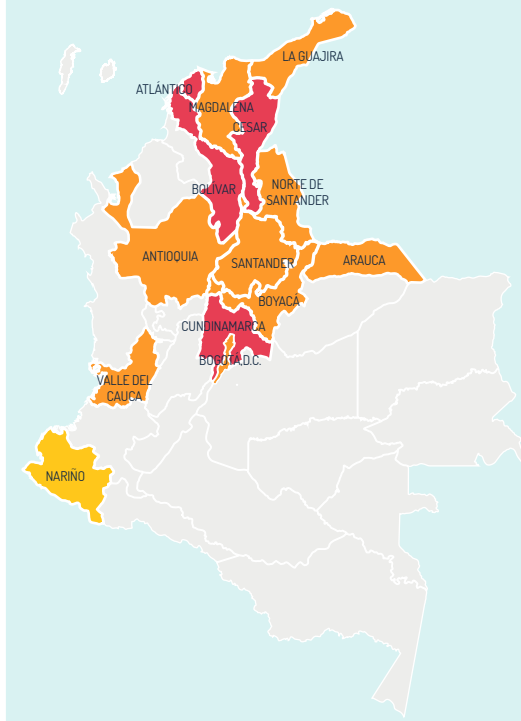 LA GUAJIRA
ATLÁNTICO
MAGDALENA
CESAR
BOLÍVAR
NORTE DE
SANTANDER
ANTIOQUIA
SANTANDER
ARAUCA
BOYACÁ
CUNDINAMARCA
BOGOTÁ,D.C.
VALLE DEL
CAUCA
NARIÑO